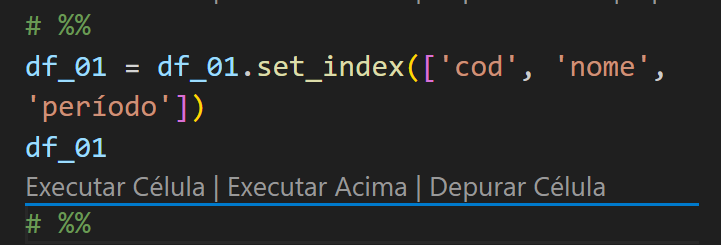 # %%
df_01 = df_01.set_index(['cod', 'nome',
'período'])
df_01
Executar Célula | Executar Acima | Depurar Célula
# %%